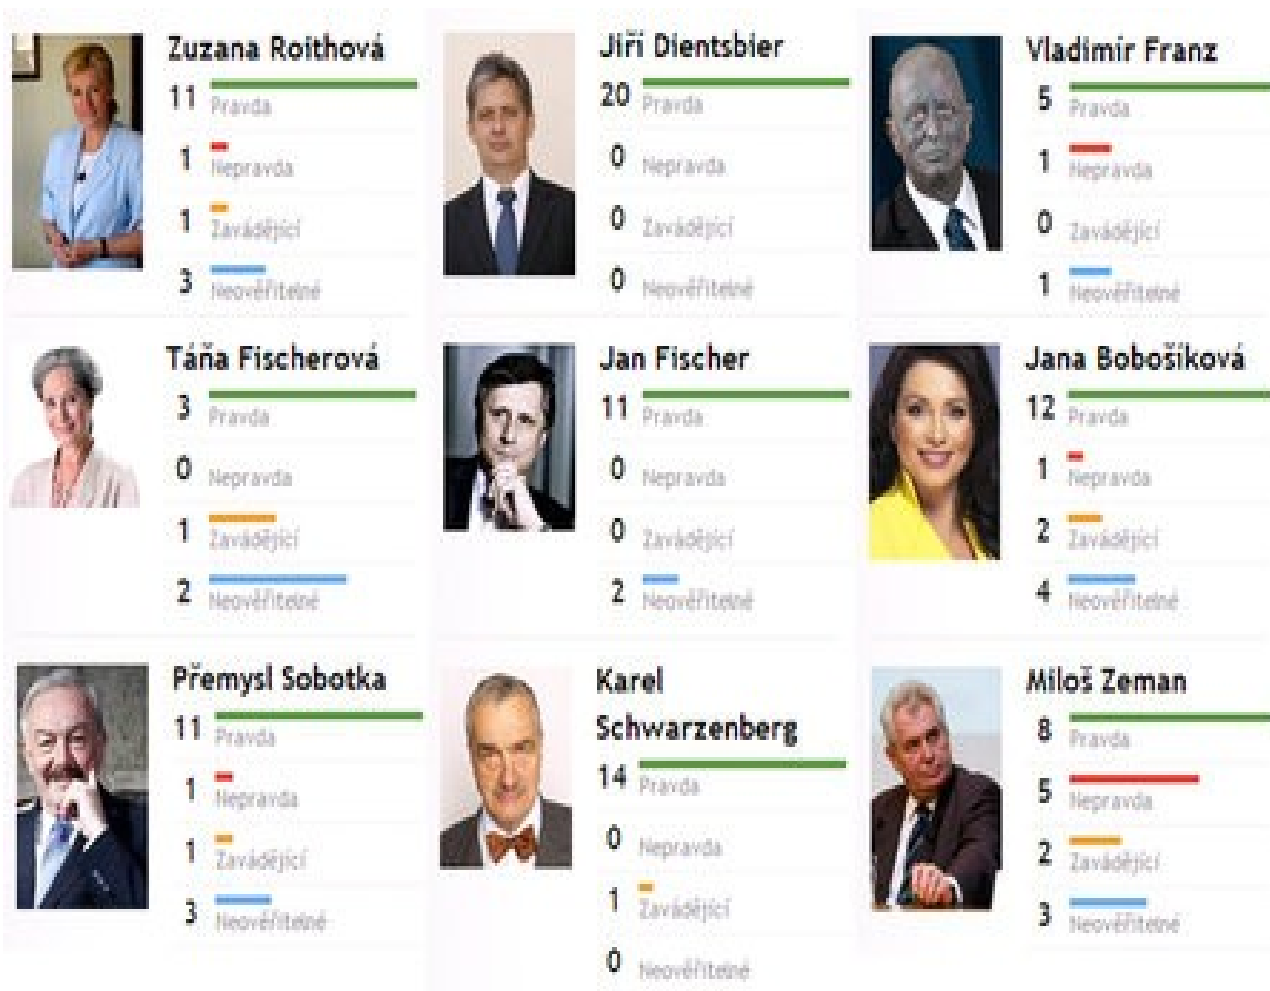 Zuzana Roithová
11 Pravda
1 Nepravda
1 Zavádějící
3 Neověřitelné
Jiří Dientsbier
20 Pravda
0 Nepravda
0 Zavádějící
0 Neověřitelné
Vladimír Franz
5 Pravda
1 Nepravda
0 Zavádějící
1 Neověřitelné
Táňa Fischerová
3 Pravda
0 Nepravda
1 Zavádějící
2 Neověřitelné
Jan Fischer
11 Pravda
0 Nepravda
0 Zavádějící
2 Neověřitelné
Jana Bobošíková
12 Pravda
1 Nepravda
2 Zavádějící
4 Neověřitelné
Přemysl Sobotka
11 Pravda
1 Nepravda
1 Zavádějící
3 Neověřitelné
Karel
Schwarzenberg
14 Pravda
0 Nepravda
1 Zavádějící
0 Neověřitelné
Miloš Zeman
8 Pravda
5 Nepravda
2 Zavádějící
3 Neověřitelné